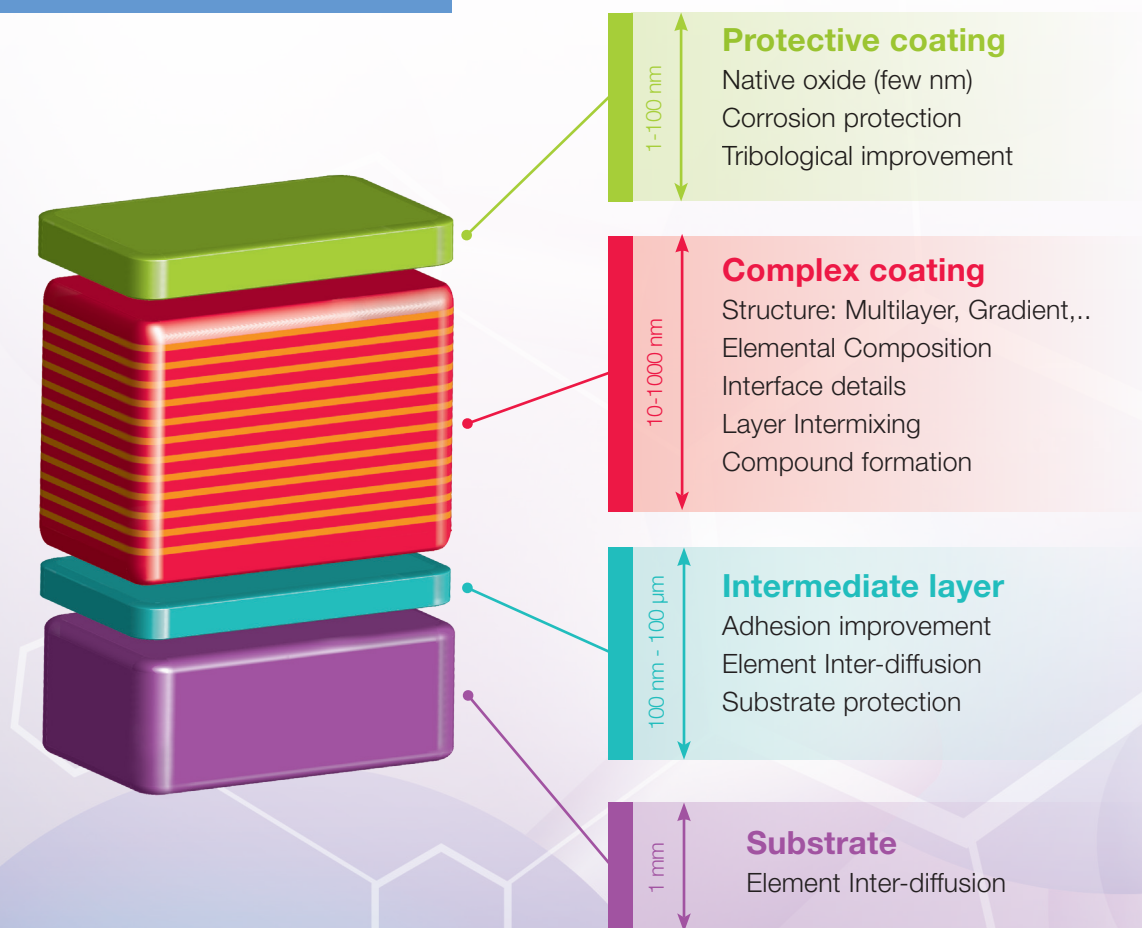 1-100 nm
Protective coating
Native oxide (few nm)
Corrosion protection
Tribological improvement
10-1000 nm
Complex coating
Structure: Multilayer, Gradient,..
Elemental Composition
Interface details
Layer Intermixing
Compound formation
100 nm - 100 µm
Intermediate layer
Adhesion improvement
Element Inter-diffusion
Substrate protection
1 mm
Substrate
Element Inter-diffusion